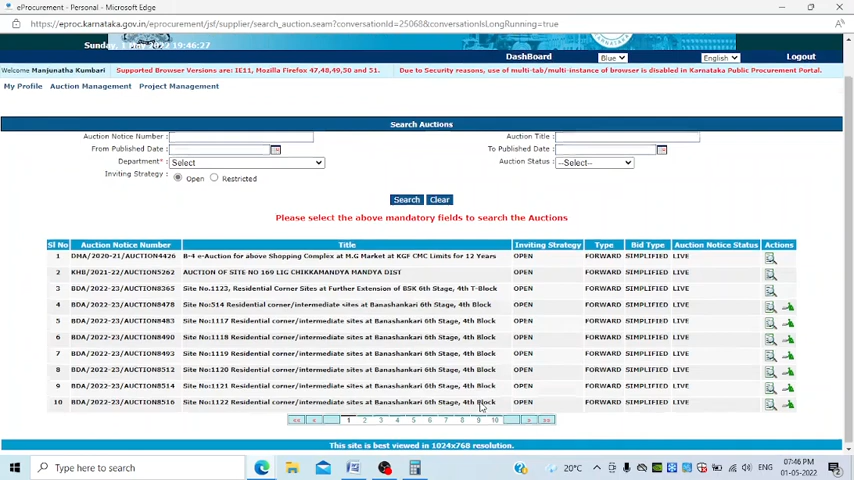 eProcurement - Personal - Microsoft Edge
https://eproc.karnataka.gov.in/eprocurement/jsf/supplier/search_auction.seam?conversationId=25068&conversationIsLongRunning=true
Sunday, 1 May 2022 19:46:27
DashBoard Logout
Welcome Manjunatha Kumbari Supported Browser Versions are: IE11, Mozilla Firefox 47,48,49,50 and 51. Due to Security reasons, use of multi-tab/multi-instance of browser is disabled in Karnataka Public Procurement Portal. Blue English
My Profile Auction Management Project Management
Search Auctions
Auction Notice Number : Auction Title :
From Published Date : To Published Date :
Department* : Select Auction Status : --Select--
Inviting Strategy : Open Restricted
Search Clear
Please select the above mandatory fields to search the Auctions
Sl No Auction Notice Number Title Inviting Strategy Type Bid Type Auction Notice Status Actions
1 DMA/2020-21/AUCTION4426 B-4 e-Auction for above Shopping Complex at M.G Market at KGF CMC Limits for 12 Years OPEN FORWARD SIMPLIFIED LIVE
2 KHB/2021-22/AUCTION5262 AUCTION OF SITE NO 169 LIG CHIKKAMANDYA MANDYA DIST OPEN FORWARD SIMPLIFIED LIVE
3 BDA/2022-23/AUCTION8365 Site No.1123, Residential Corner Sites at Further Extension of BSK 6th Stage, 4th T-Block OPEN FORWARD SIMPLIFIED LIVE
4 BDA/2022-23/AUCTION8478 Site No:514 Residential corner/intermediate sites at Banashankari 6th Stage, 4th Block OPEN FORWARD SIMPLIFIED LIVE
5 BDA/2022-23/AUCTION8483 Site No:1117 Residential corner/intermediate sites at Banashankari 6th Stage, 4th Block OPEN FORWARD SIMPLIFIED LIVE
6 BDA/2022-23/AUCTION8490 Site No:1118 Residential corner/intermediate sites at Banashankari 6th Stage, 4th Block OPEN FORWARD SIMPLIFIED LIVE
7 BDA/2022-23/AUCTION8493 Site No:1119 Residential corner/intermediate sites at Banashankari 6th Stage, 4th Block OPEN FORWARD SIMPLIFIED LIVE
8 BDA/2022-23/AUCTION8512 Site No:1120 Residential corner/intermediate sites at Banashankari 6th Stage, 4th Block OPEN FORWARD SIMPLIFIED LIVE
9 BDA/2022-23/AUCTION8514 Site No:1121 Residential corner/intermediate sites at Banashankari 6th Stage, 4th Block OPEN FORWARD SIMPLIFIED LIVE
10 BDA/2022-23/AUCTION8516 Site No:1122 Residential corner/intermediate sites at Banashankari 6th Stage, 4th Block OPEN FORWARD SIMPLIFIED LIVE
«« « 1 2 3 4 5 6 7 8 9 10 » »»
This site is best viewed in 1024x768 resolution.
Type here to search 20°C ENG 07:46 PM
01-05-2022 2